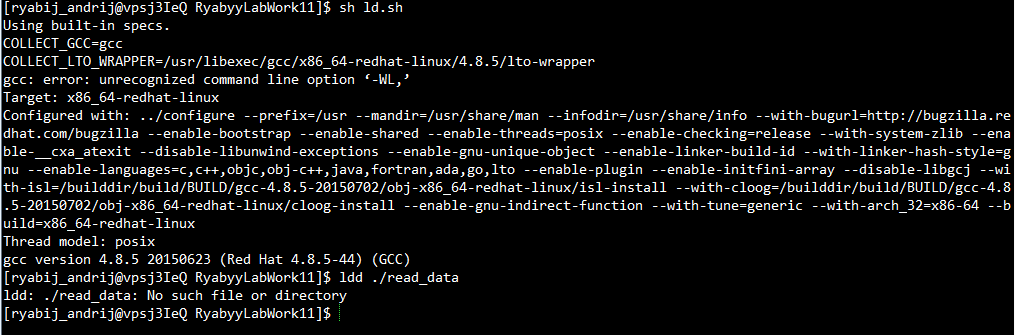 [ryabij_andrij@vpsj3IeQ RyabyyLabWork11]$ sh ld.sh
Using built-in specs.
COLLECT_GCC=gcc
COLLECT_LTO_WRAPPER=/usr/libexec/gcc/x86_64-redhat-linux/4.8.5/lto-wrapper
gcc: error: unrecognized command line option ‘-WL,’
Target: x86_64-redhat-linux
Configured with: ../configure --prefix=/usr --mandir=/usr/share/man --infodir=/usr/share/info --with-bugurl=http://bugzilla.re
dhat.com/bugzilla --enable-bootstrap --enable-shared --enable-threads=posix --enable-checking=release --with-system-zlib --ena
ble-__cxa_atexit --disable-libunwind-exceptions --enable-gnu-unique-object --enable-linker-build-id --with-linker-hash-style=g
nu --enable-languages=c,c++,objc,obj-c++,java,fortran,ada,go,lto --enable-plugin --enable-initfini-array --disable-libgcj --wi
th-isl=/builddir/build/BUILD/gcc-4.8.5-20150702/obj-x86_64-redhat-linux/isl-install --with-cloog=/builddir/build/BUILD/gcc-4.8
.5-20150702/obj-x86_64-redhat-linux/cloog-install --enable-gnu-indirect-function --with-tune=generic --with-arch_32=x86-64 --b
uild=x86_64-redhat-linux
Thread model: posix
gcc version 4.8.5 20150623 (Red Hat 4.8.5-44) (GCC)
[ryabij_andrij@vpsj3IeQ RyabyyLabWork11]$ ldd ./read_data
ldd: ./read_data: No such file or directory
[ryabij_andrij@vpsj3IeQ RyabyyLabWork11]$